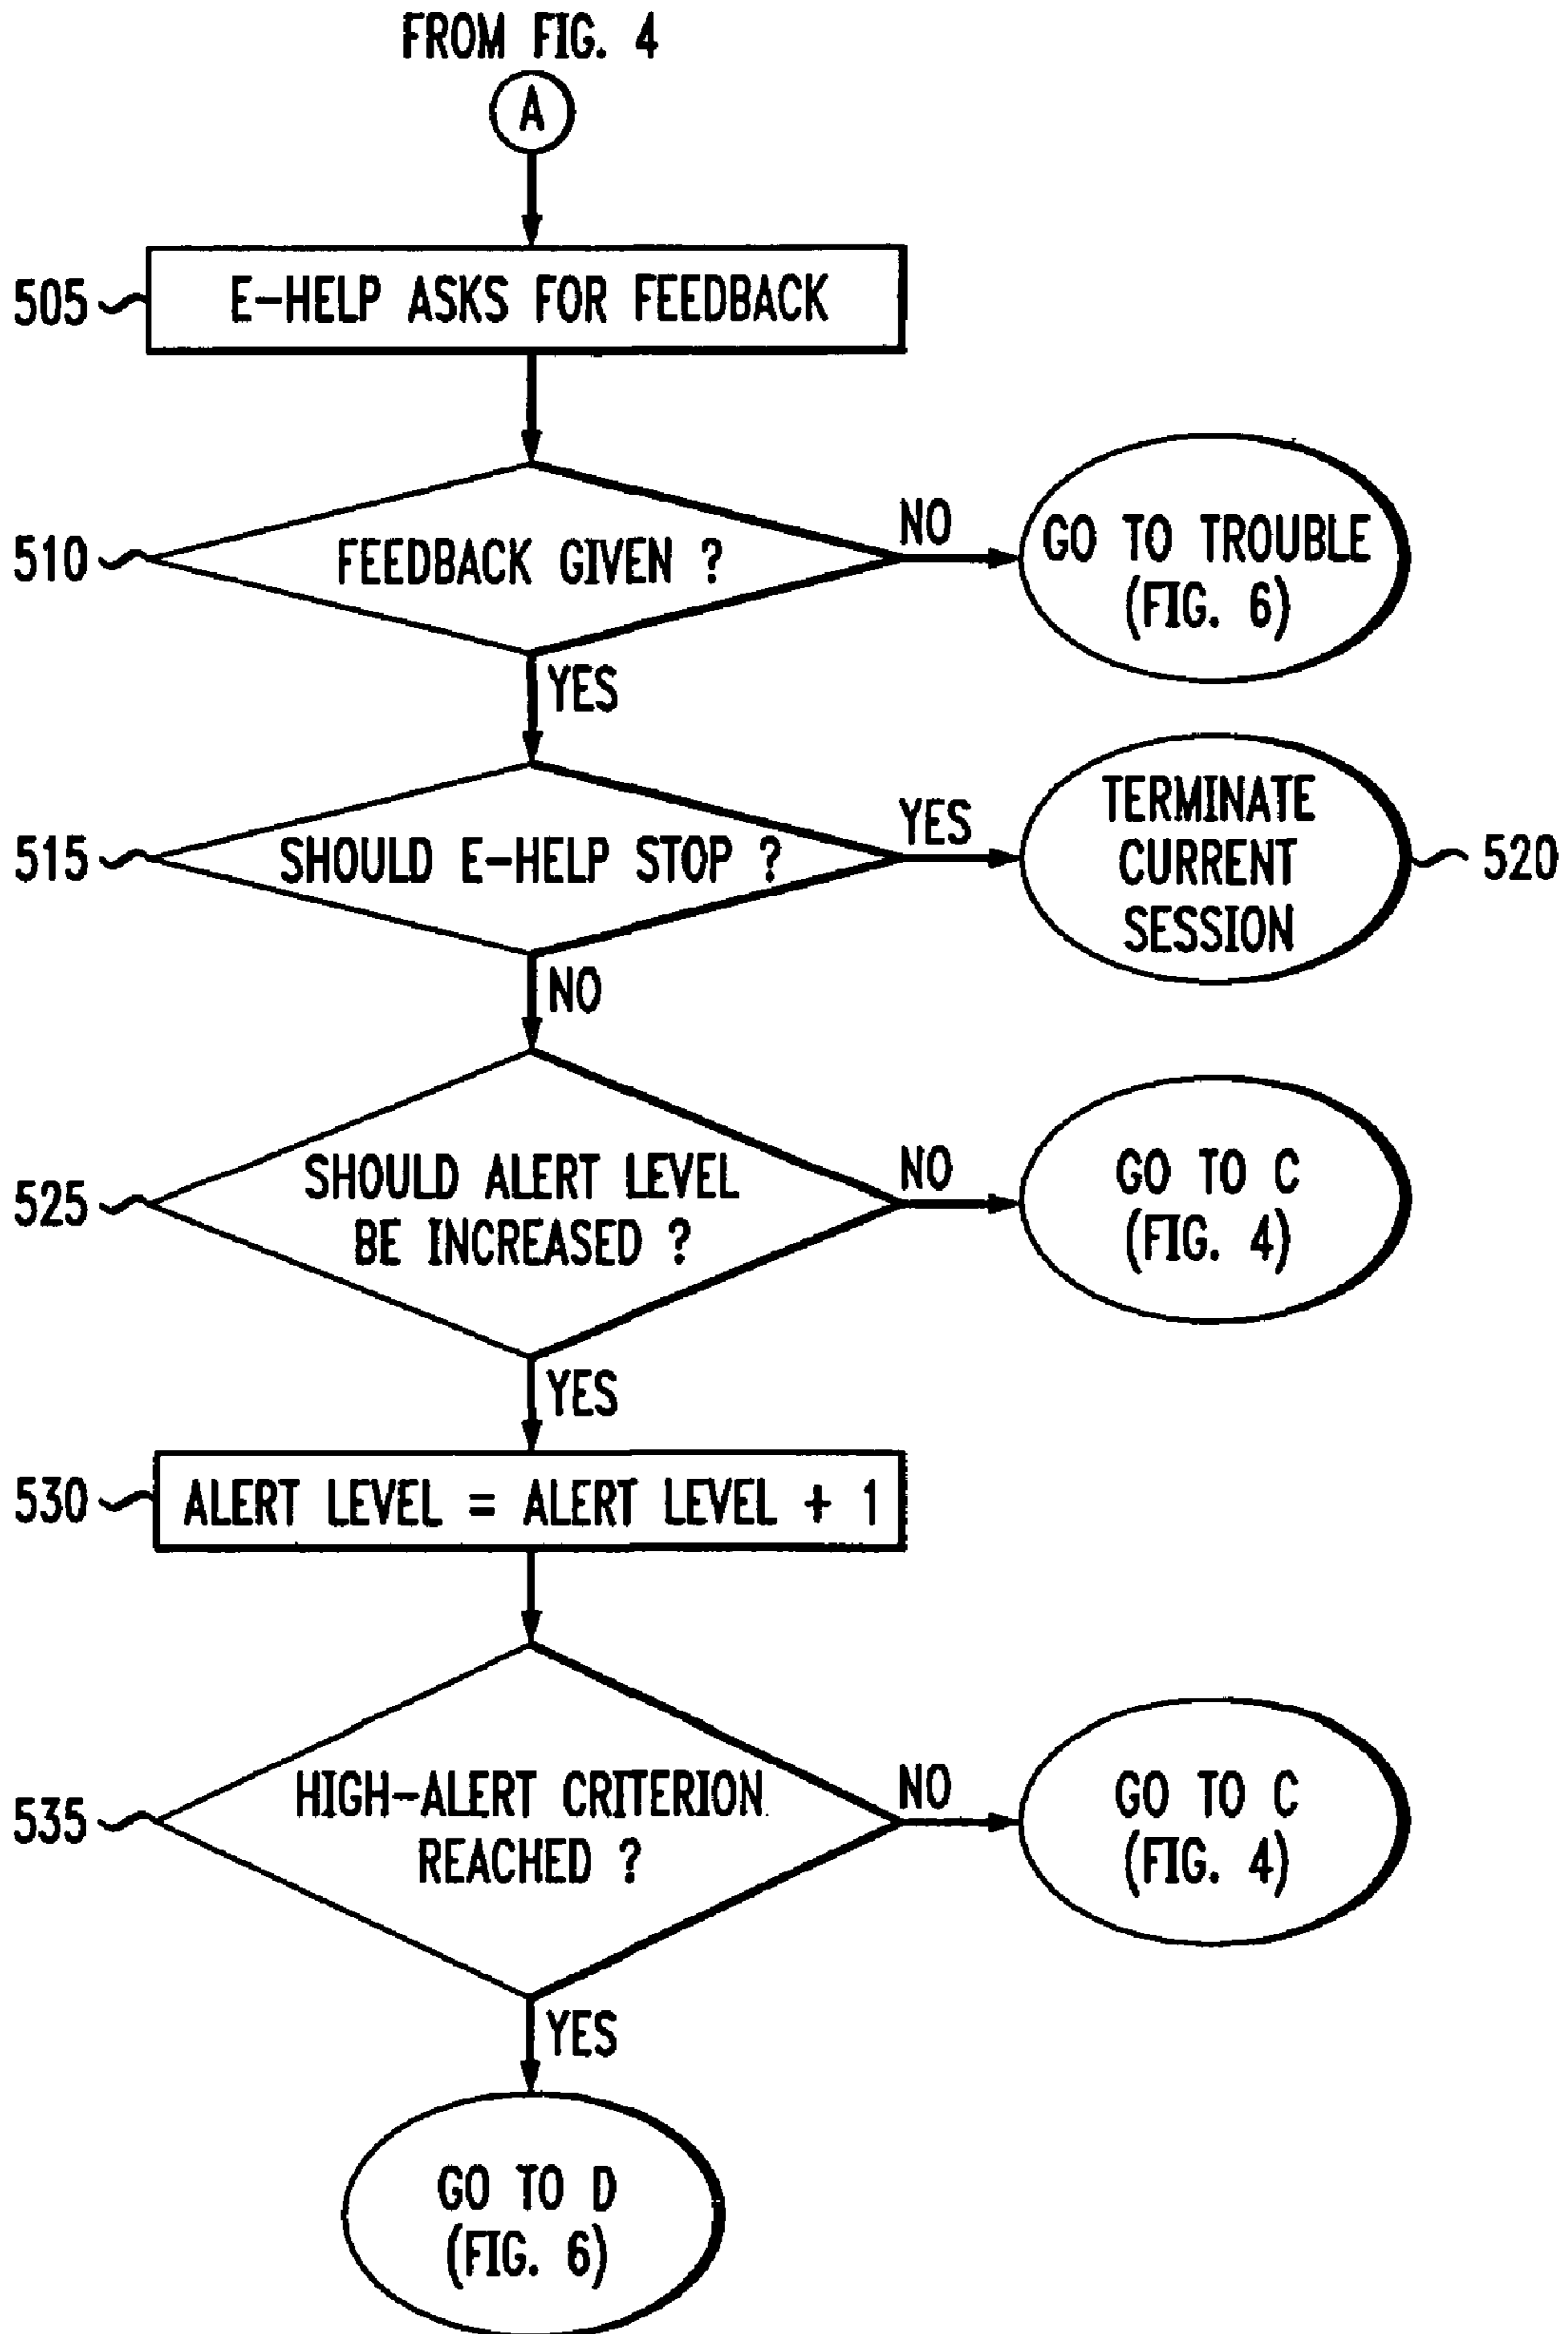 FROM FIG. 4
A
505
E-HELP ASKS FOR FEEDBACK
510
FEEDBACK GIVEN ?
NO
GO TO TROUBLE
(FIG. 6)
YES
515
SHOULD E-HELP STOP ?
YES
TERMINATE
CURRENT
SESSION
520
NO
525
SHOULD ALERT LEVEL
BE INCREASED ?
NO
GO TO C
(FIG. 4)
YES
530
ALERT LEVEL = ALERT LEVEL + 1
535
HIGH-ALERT CRITERION
REACHED ?
NO
GO TO C
(FIG. 4)
YES
GO TO D
(FIG. 6)